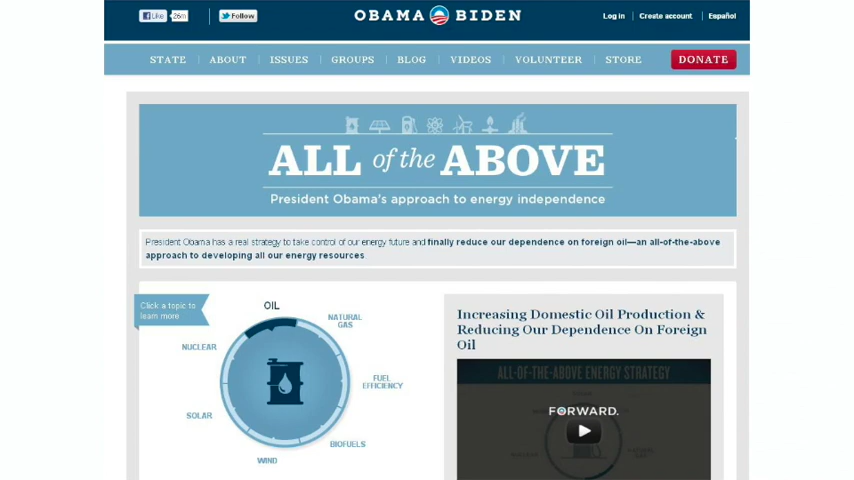 Like 26m Follow OBAMA BIDEN Log in Create account Español
STATE ABOUT ISSUES GROUPS BLOG VIDEOS VOLUNTEER STORE DONATE
ALL of the ABOVE
President Obama's approach to energy independence
President Obama has a real strategy to take control of our energy future and finally reduce our dependence on foreign oil—an all-of-the-above
approach to developing all our energy resources.
Click a topic to
learn more
OIL
NATURAL
GAS
NUCLEAR
FUEL
EFFICIENCY
SOLAR
BIOFUELS
WIND
Increasing Domestic Oil Production &
Reducing Our Dependence On Foreign
Oil
ALL-OF-THE-ABOVE ENERGY STRATEGY
FORWARD.